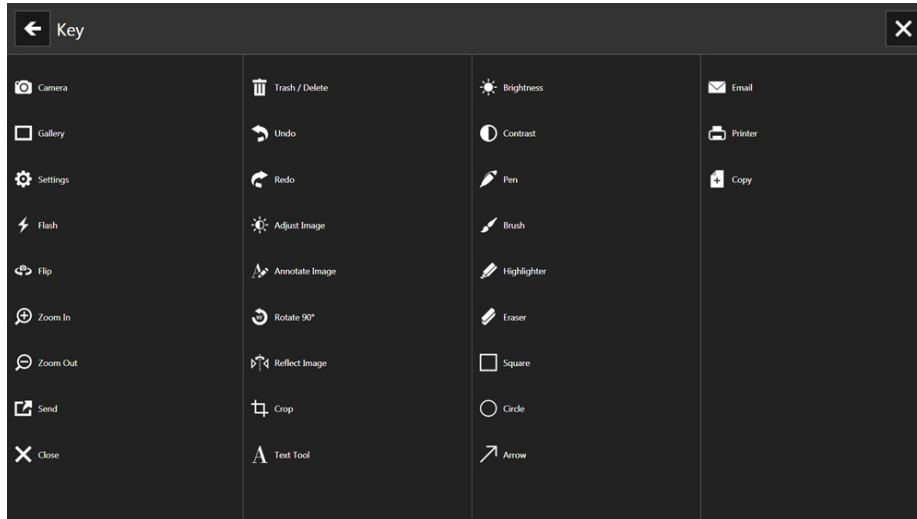 Key
Camera
Gallery
Settings
Flash
Flip
Zoom In
Zoom Out
Send
Close
Trash / Delete
Undo
Redo
Adjust Image
Annotate Image
Rotate 90°
Reflect Image
Crop
Text Tool
Brightness
Contrast
Pen
Brush
Highlighter
Eraser
Square
Circle
Arrow
Email
Printer
Copy